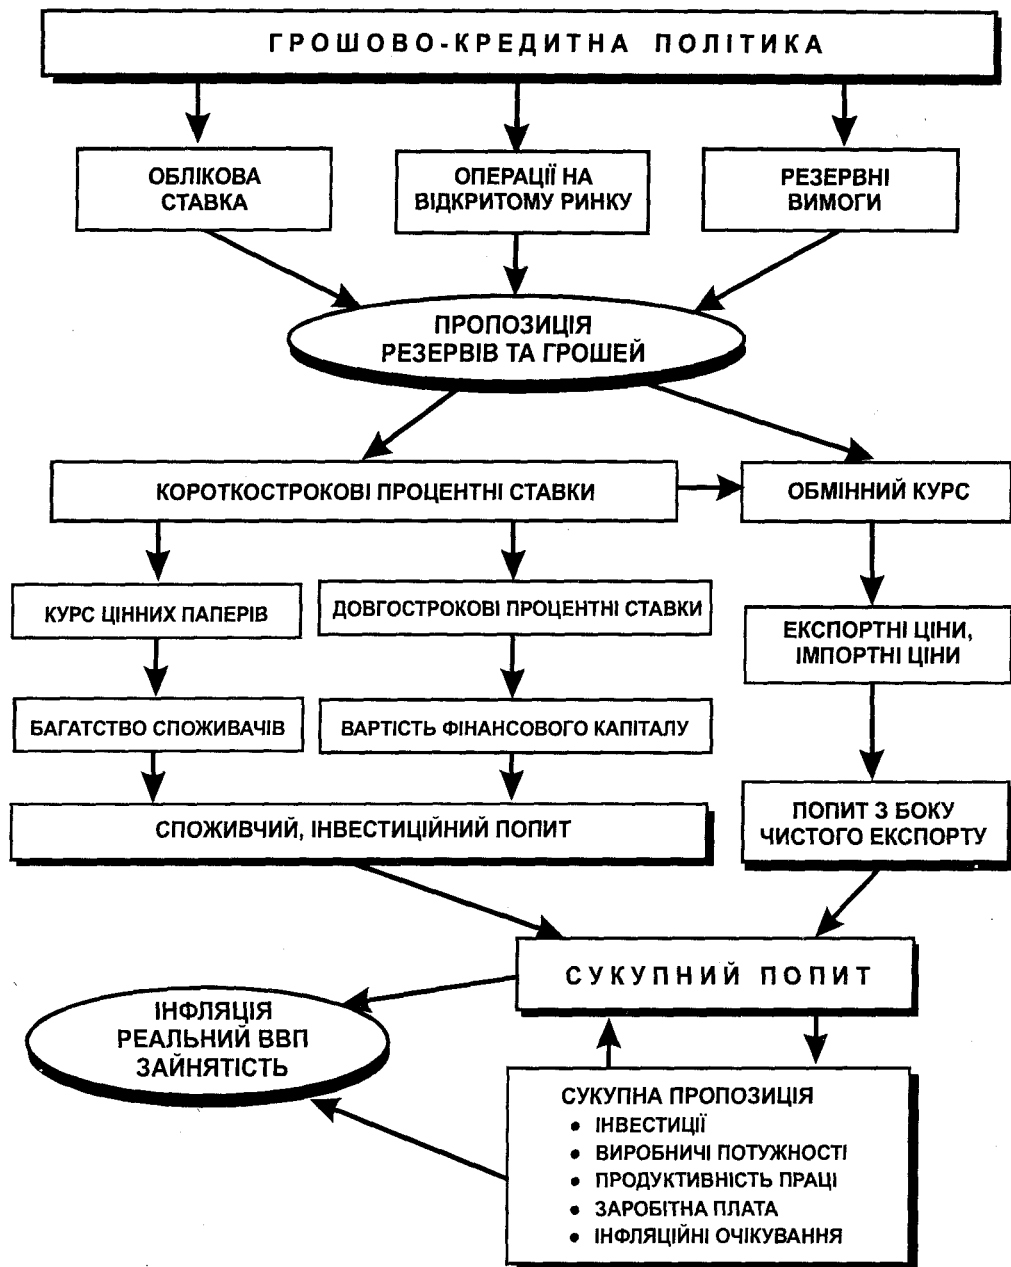 ГРОШОВО-КРЕДИТНА ПОЛІТИКА
ОБЛІКОВА
СТАВКА
ОПЕРАЦІЇ НА
ВІДКРИТОМУ РИНКУ
РЕЗЕРВНІ
ВИМОГИ
ПРОПОЗИЦІЯ
РЕЗЕРВІВ ТА ГРОШЕЙ
КОРОТКОСТРОКОВІ ПРОЦЕНТНІ СТАВКИ
ОБМІННИЙ КУРС
КУРС ЦІННИХ ПАПЕРІВ
ДОВГОСТРОКОВІ ПРОЦЕНТНІ СТАВКИ
ЕКСПОРТНІ ЦІНИ,
ІМПОРТНІ ЦІНИ
БАГАТСТВО СПОЖИВАЧІВ
ВАРТІСТЬ ФІНАНСОВОГО КАПІТАЛУ
СПОЖИВЧИЙ, ІНВЕСТИЦІЙНИЙ ПОПИТ
ПОПИТ З БОКУ
ЧИСТОГО ЕКСПОРТУ
СУКУПНИЙ ПОПИТ
ІНФЛЯЦІЯ
РЕАЛЬНИЙ ВВП
ЗАЙНЯТІСТЬ
СУКУПНА ПРОПОЗИЦІЯ
• ІНВЕСТИЦІЇ
• ВИРОБНИЧІ ПОТУЖНОСТІ
• ПРОДУКТИВНІСТЬ ПРАЦІ
• ЗАРОБІТНА ПЛАТА
• ІНФЛЯЦІЙНІ ОЧІКУВАННЯ